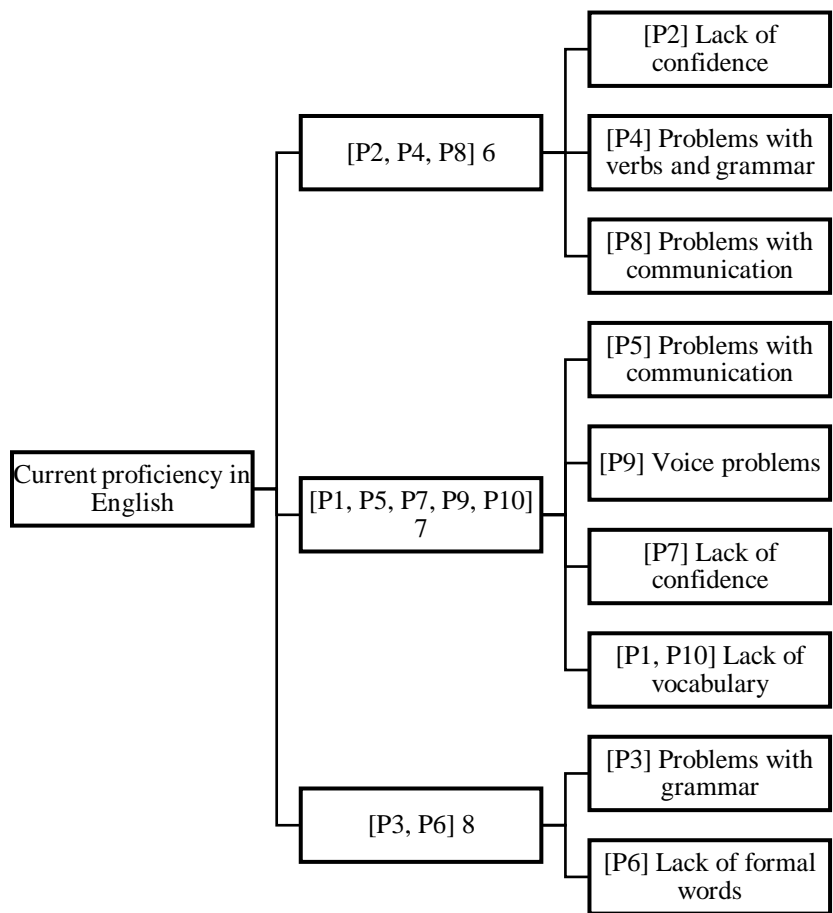 [P2] Lack of
confidence
[P2, P4, P8] 6
[P4] Problems with
verbs and grammar
[P8] Problems with
communication
[P5] Problems with
communication
Current proficiency in
English
[P1, P5, P7, P9, P10]
7
[P9] Voice problems
[P7] Lack of
confidence
[P1, P10] Lack of
vocabulary
[P3, P6] 8
[P3] Problems with
grammar
[P6] Lack of formal
words